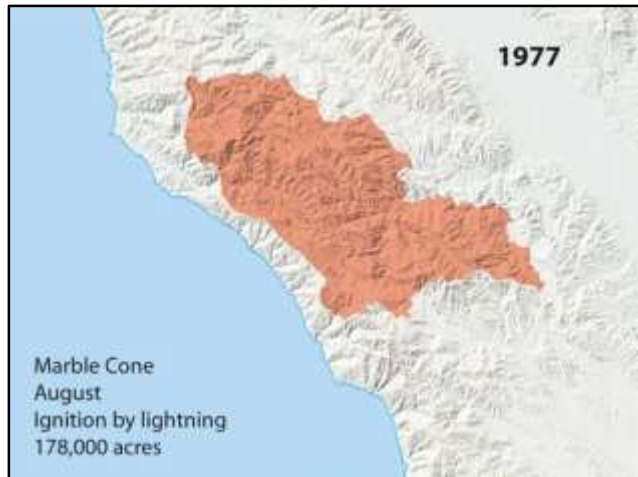 1977
Marble Cone
August
Ignition by lightning
178,000 acres